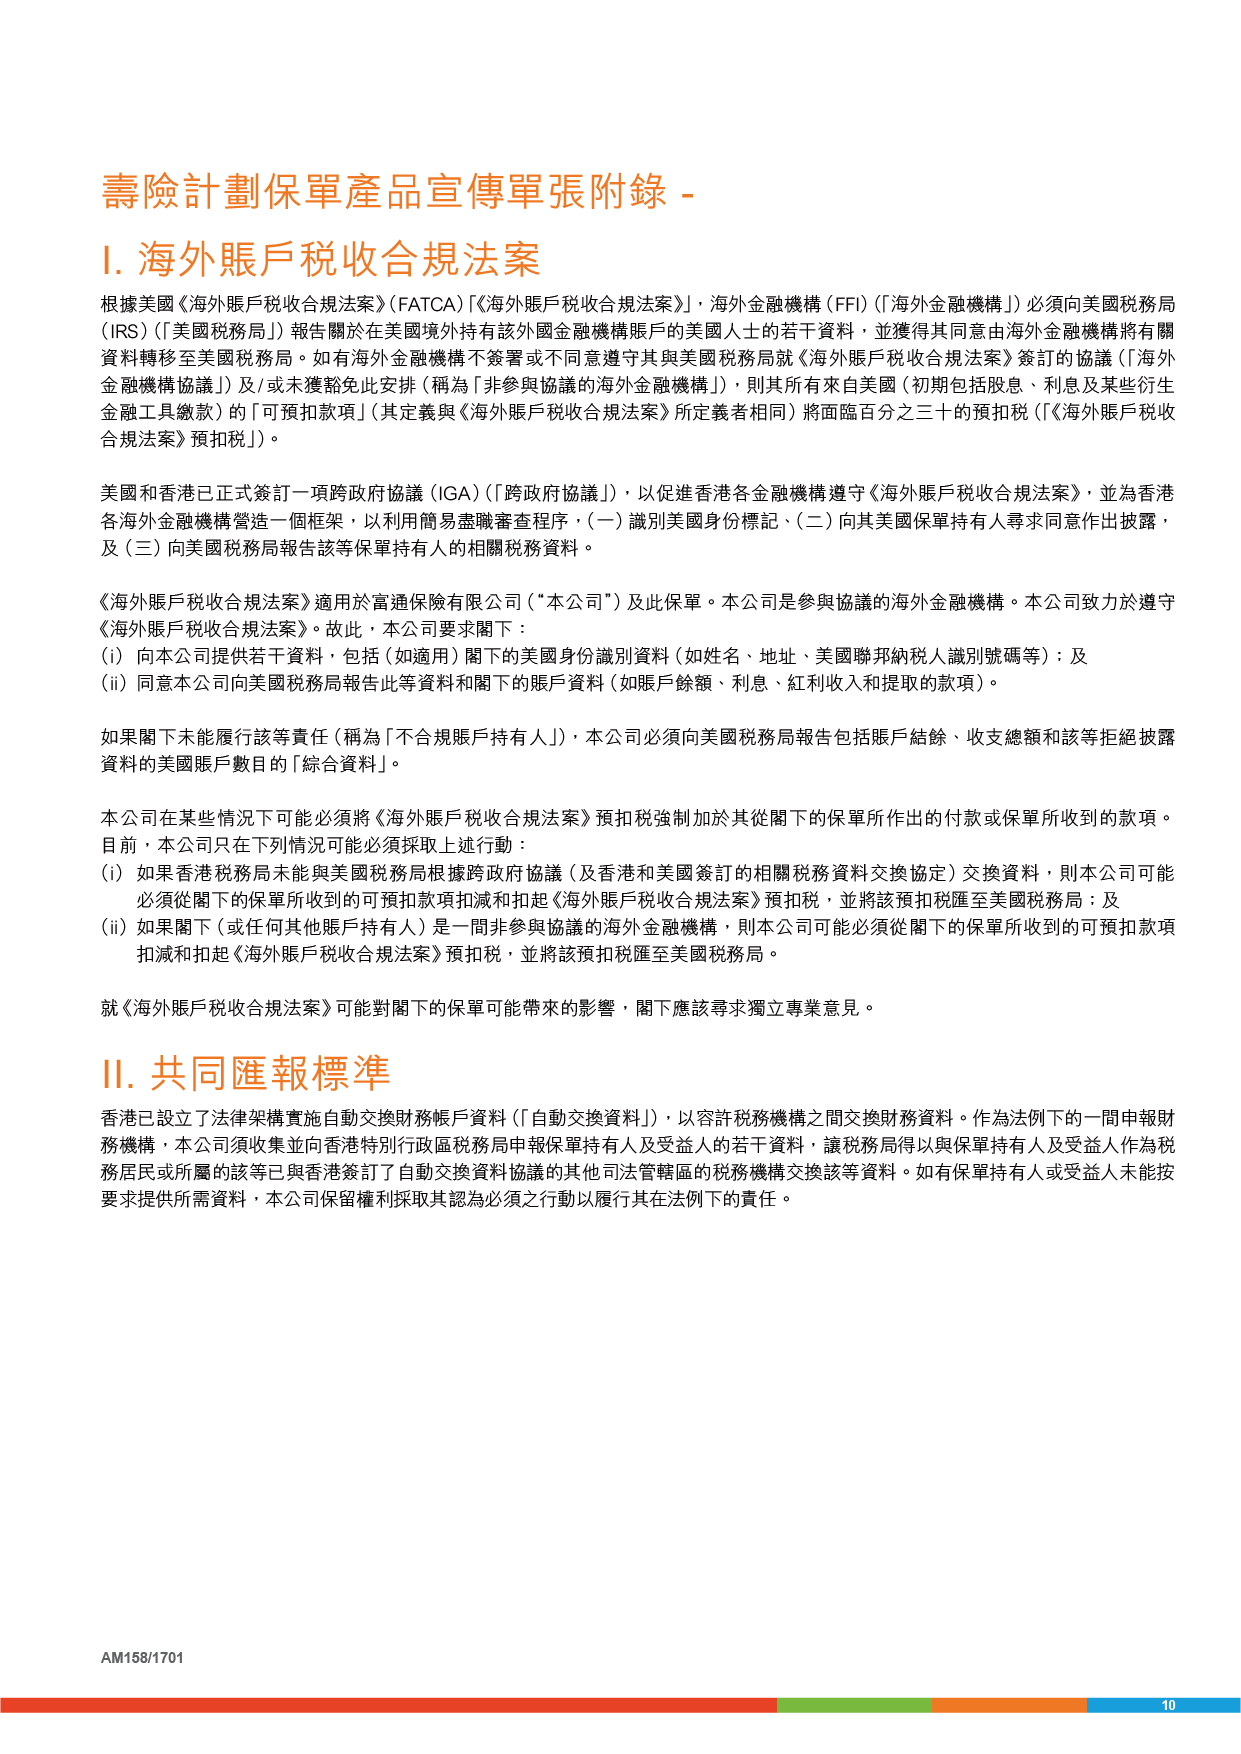 壽險計劃保單產品宣傳單張附錄 -
I. 海外賬戶稅收合規法案
根據美國《海外賬戶稅收合規法案》（FATCA）「《海外賬戶稅收合規法案》」，海外金融機構（FFI）（「海外金融機構」）必須向美國稅務局
（IRS）（「美國稅務局」）報告關於在美國境外持有該外國金融機構賬戶的美國人士的若干資料，並獲得其同意由海外金融機構將有關
資料轉移至美國稅務局。如有海外金融機構不簽署或不同意遵守其與美國稅務局就《海外賬戶稅收合規法案》簽訂的協議（「海外
金融機構協議」）及/或未獲豁免此安排（稱為「非參與協議的海外金融機構」），則其所有來自美國（初期包括股息、利息及某些衍生
金融工具繳款）的「可預扣款項」（其定義與《海外賬戶稅收合規法案》所定義者相同）將面臨百分之三十的預扣稅（「《海外賬戶稅收
合規法案》預扣稅」）。
美國和香港已正式簽訂一項跨政府協議（IGA）（「跨政府協議」），以促進香港各金融機構遵守《海外賬戶稅收合規法案》，並為香港
各海外金融機構營造一個框架，以利用簡易盡職審查程序，（一）識別美國身份標記、（二）向其美國保單持有人尋求同意作出披露，
及（三）向美國稅務局報告該等保單持有人的相關稅務資料。
《海外賬戶稅收合規法案》適用於富通保險有限公司（“本公司”）及此保單。本公司是參與協議的海外金融機構。本公司致力於遵守
《海外賬戶稅收合規法案》。故此，本公司要求閣下：
（i） 向本公司提供若干資料，包括（如適用）閣下的美國身份識別資料（如姓名、地址、美國聯邦納稅人識別號碼等）；及
（ii） 同意本公司向美國稅務局報告此等資料和閣下的賬戶資料（如賬戶餘額、利息、紅利收入和提取的款項）。
如果閣下未能履行該等責任（稱為「不合規賬戶持有人」），本公司必須向美國稅務局報告包括賬戶結餘、收支總額和該等拒絕披露
資料的美國賬戶數目的「綜合資料」。
本公司在某些情況下可能必須將《海外賬戶稅收合規法案》預扣稅強制加於其從閣下的保單所作出的付款或保單所收到的款項。
目前，本公司只在下列情況可能必須採取上述行動：
（i） 如果香港稅務局未能與美國稅務局根據跨政府協議（及香港和美國簽訂的相關稅務資料交換協定）交換資料，則本公司可能
必須從閣下的保單所收到的可預扣款項扣減和扣起《海外賬戶稅收合規法案》預扣稅，並將該預扣稅匯至美國稅務局；及
（ii） 如果閣下（或任何其他賬戶持有人）是一間非參與協議的海外金融機構，則本公司可能必須從閣下的保單所收到的可預扣款項
扣減和扣起《海外賬戶稅收合規法案》預扣稅，並將該預扣稅匯至美國稅務局。
就《海外賬戶稅收合規法案》可能對閣下的保單可能帶來的影響，閣下應該尋求獨立專業意見。
II. 共同匯報標準
香港已設立了法律架構實施自動交換財務帳戶資料（「自動交換資料」），以容許稅務機構之間交換財務資料。作為法例下的一間申報財
務機構，本公司須收集並向香港特別行政區稅務局申報保單持有人及受益人的若干資料，讓稅務局得以與保單持有人及受益人作為稅
務居民或所屬的該等已與香港簽訂了自動交換資料協議的其他司法管轄區的稅務機構交換該等資料。如有保單持有人或受益人未能按
要求提供所需資料，本公司保留權利採取其認為必須之行動以履行其在法例下的責任。
AM158/1701
10